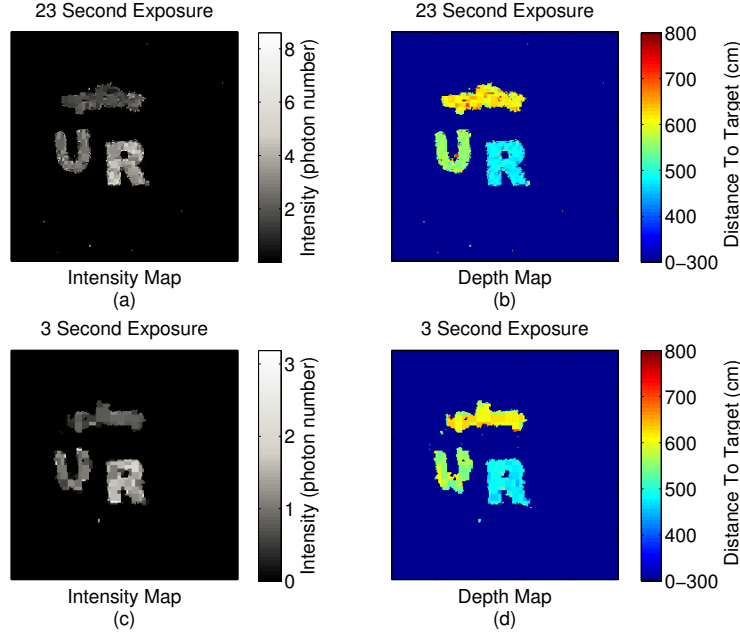 23 Second Exposure
8
6
4
2
Intensity (photon number)
U R
Intensity Map
(a)
23 Second Exposure
800
700
600
500
400
0–300
Distance To Target (cm)
U R
Depth Map
(b)
3 Second Exposure
3
2
1
0
Intensity (photon number)
U R
Intensity Map
(c)
3 Second Exposure
800
700
600
500
400
0–300
Distance To Target (cm)
U R
Depth Map
(d)